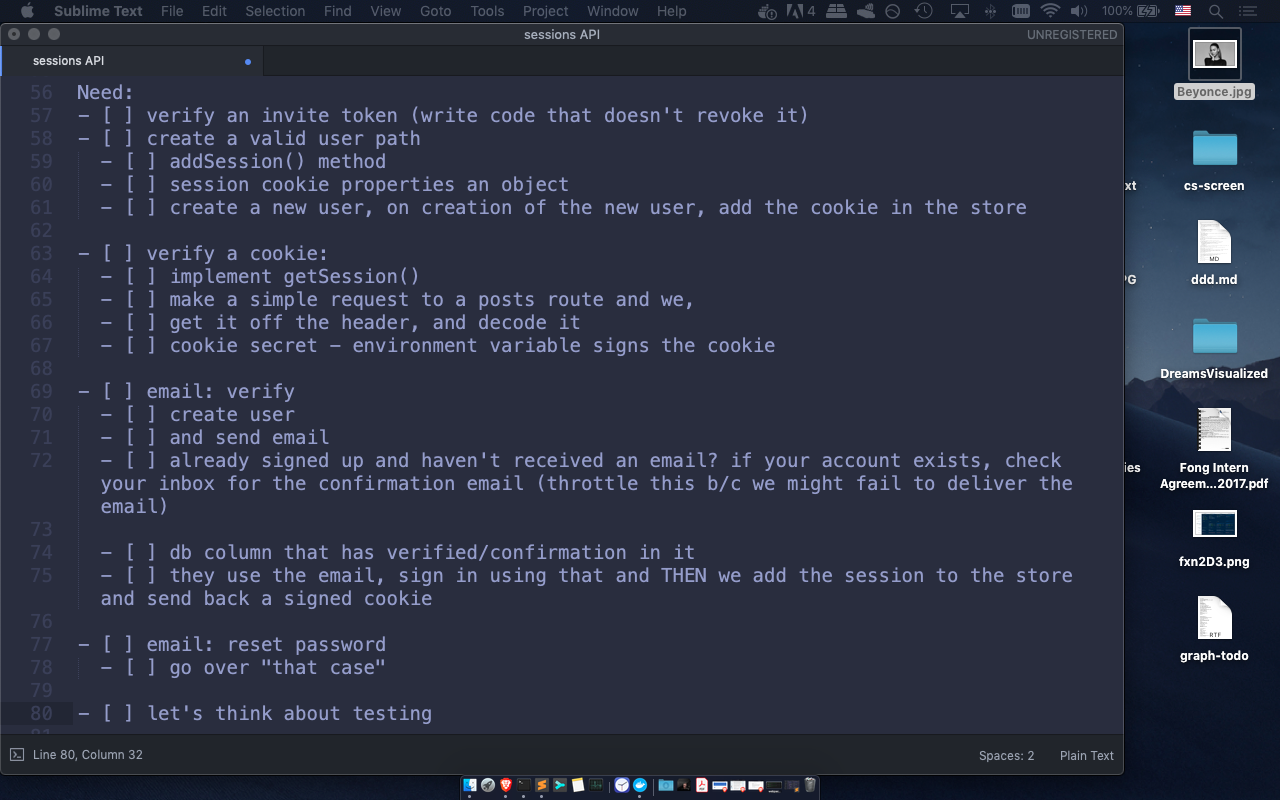 Sublime Text File Edit Selection Find View Goto Tools Project Window Help 4 100%
sessions API
UNREGISTERED
sessions API
56 Need:
57 – [ ] verify an invite token (write code that doesn't revoke it)
58 – [ ] create a valid user path
59 – [ ] addSession() method
60 – [ ] session cookie properties an object
61 – [ ] create a new user, on creation of the new user, add the cookie in the store
62
63 – [ ] verify a cookie:
64 – [ ] implement getSession()
65 – [ ] make a simple request to a posts route and we,
66 – [ ] get it off the header, and decode it
67 – [ ] cookie secret – environment variable signs the cookie
68
69 – [ ] email: verify
70 – [ ] create user
71 – [ ] and send email
72 – [ ] already signed up and haven't received an email? if your account exists, check
your inbox for the confirmation email (throttle this b/c we might fail to deliver the
email)
73
74 – [ ] db column that has verified/confirmation in it
75 – [ ] they use the email, sign in using that and THEN we add the session to the store
and send back a signed cookie
76
77 – [ ] email: reset password
78 – [ ] go over "that case"
79
80 – [ ] let's think about testing
81
Line 80, Column 32
Spaces: 2 Plain Text
Beyonce.jpg
xt
cs-screen
MD
PG
ddd.md
DreamsVisualized
ies
Fong Intern
Agreem...2017.pdf
fxn2D3.png
RTF
graph-todo